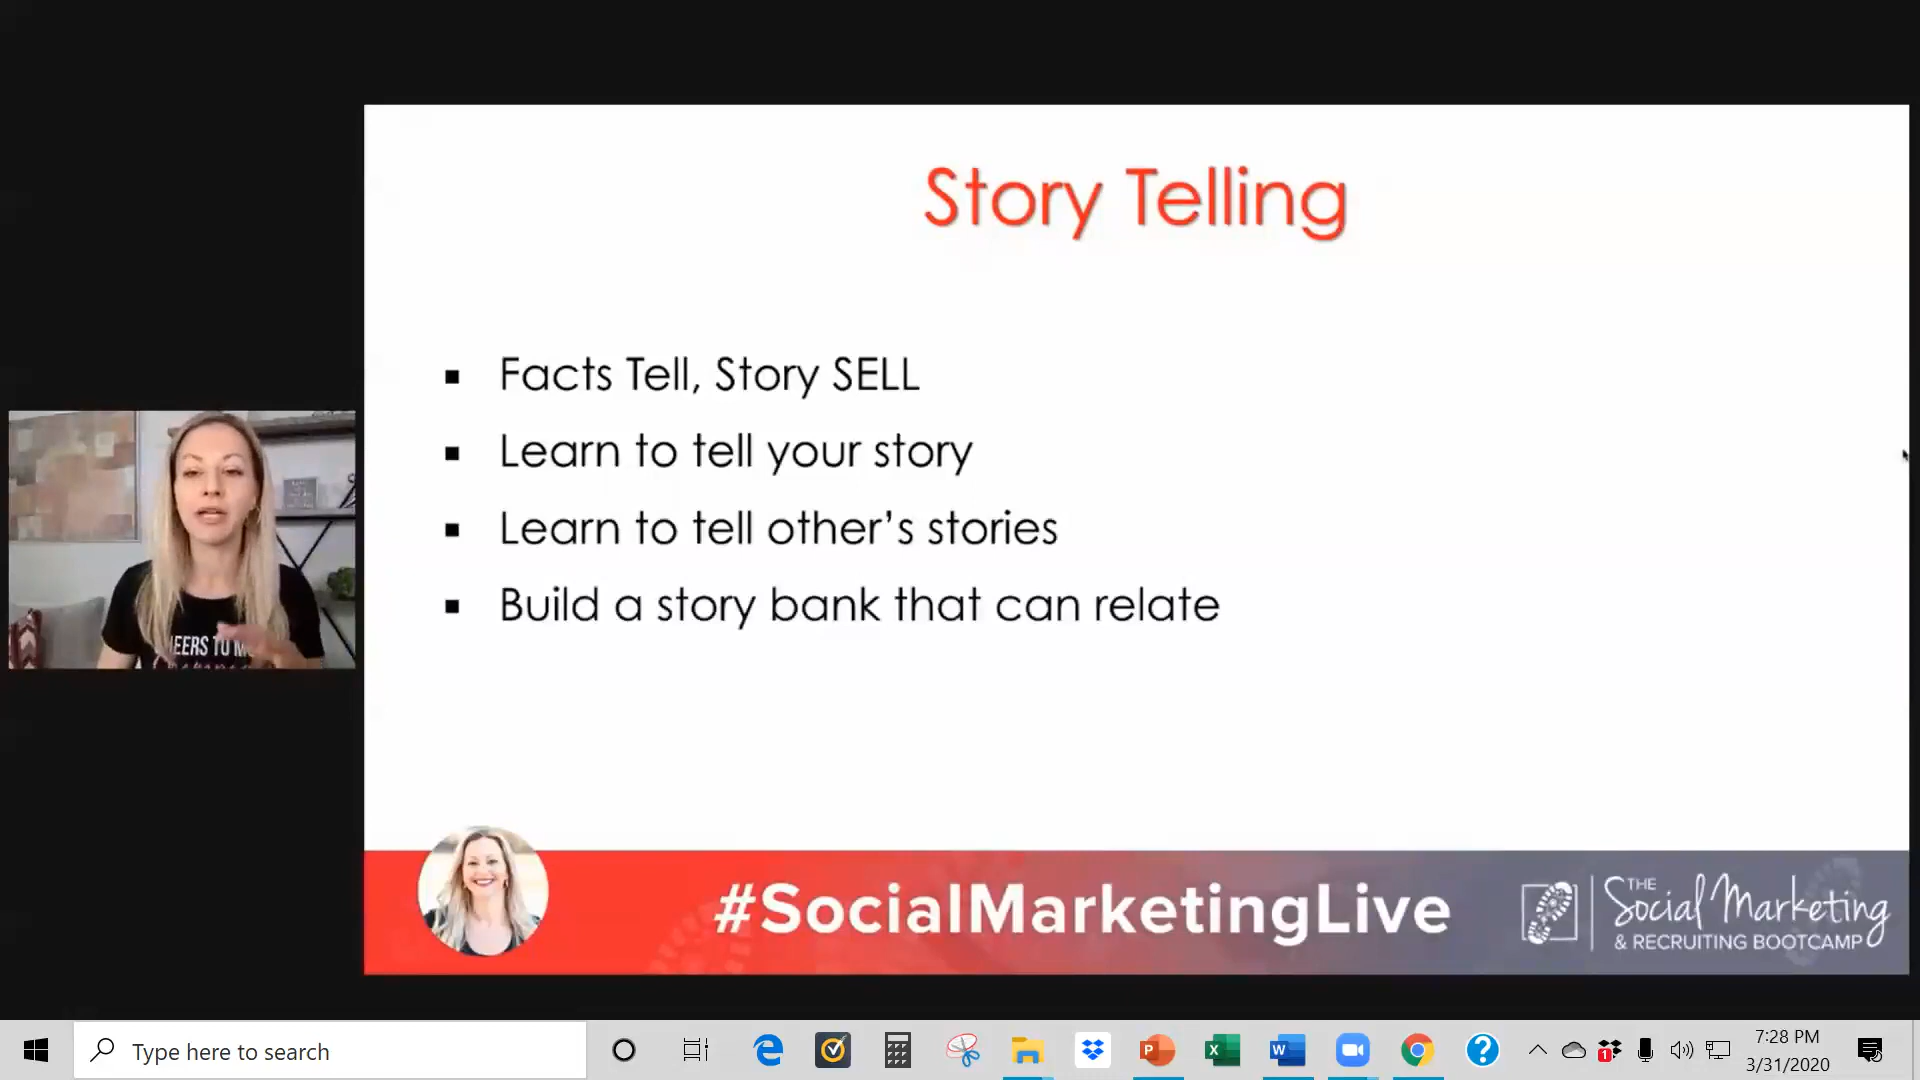 Story Telling
Facts Tell, Story SELL
Learn to tell your story
Learn to tell other’s stories
Build a story bank that can relate
EERS TO
#SocialMarketingLive
THE
Social Marketing
& RECRUITING BOOTCAMP
Type here to search
7:28 PM
3/31/2020